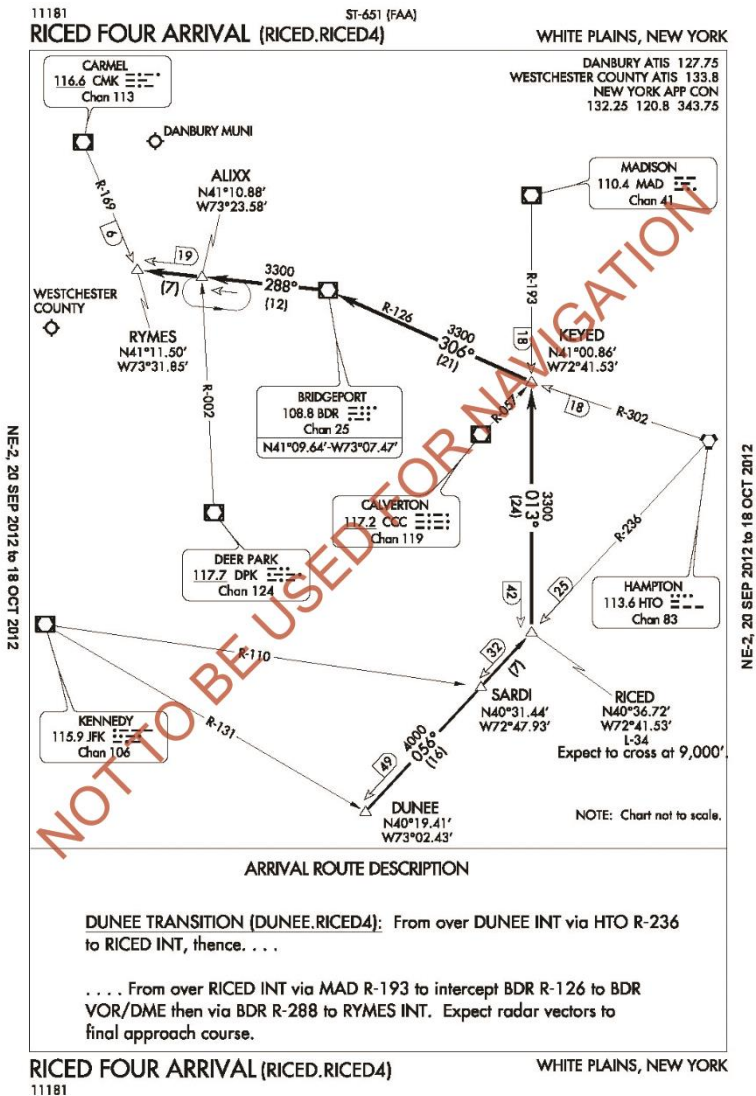 11181
ST-651 (FAA)
RICED FOUR ARRIVAL (RICED.RICED4)
WHITE PLAINS, NEW YORK
DANBURY ATIS 127.75
WESTCHESTER COUNTY ATIS 133.8
NEW YORK APP CON
132.25 120.8 343.75
CARMEL
116.6 CMK
Chan 113
DANBURY MUNI
MADISON
110.4 MAD
Chan 41
ALIXX
N41°10.88'
W73°23.58'
R-169
6
19
(7)
3300
288°
(12)
R-126
3300
306°
(21)
R-193
18
WESTCHESTER
COUNTY
RYMES
N41°11.50'
W73°31.85'
KEYED
N41°00.86'
W72°41.53'
R-002
BRIDGEPORT
108.8 BDR
Chan 25
N41°09.64'-W73°07.47'
R-057
18
R-302
CALVERTON
117.2 CCC
Chan 119
3300
013°
(24)
R-236
DEER PARK
117.7 DPK
Chan 124
HAMPTON
113.6 HTO
Chan 83
42
25
32
(7)
R-110
SARDI
N40°31.44'
W72°47.93'
RICED
N40°36.72'
W72°41.53'
L-34
Expect to cross at 9,000'.
KENNEDY
115.9 JFK
Chan 106
R-131
4000
056°
(16)
49
DUNEE
N40°19.41'
W73°02.43'
NOTE: Chart not to scale.
NOT TO BE USED FOR NAVIGATION
NE-2, 20 SEP 2012 to 18 OCT 2012
NE-2, 20 SEP 2012 to 18 OCT 2012
ARRIVAL ROUTE DESCRIPTION
DUNEE TRANSITION (DUNEE.RICED4): From over DUNEE INT via HTO R-236
to RICED INT, thence. . . .
. . . . From over RICED INT via MAD R-193 to intercept BDR R-126 to BDR
VOR/DME then via BDR R-288 to RYMES INT. Expect radar vectors to
final approach course.
RICED FOUR ARRIVAL (RICED.RICED4)
WHITE PLAINS, NEW YORK
11181